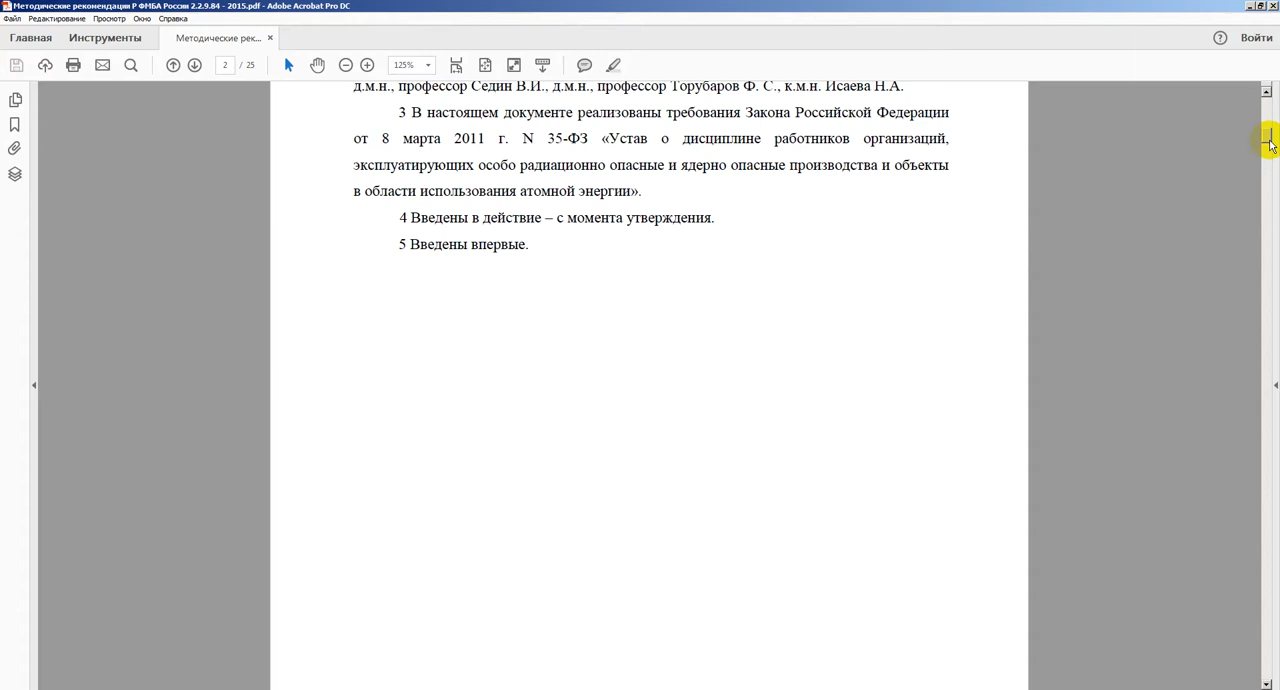 Методические рекомендации Р ФМБА России 2.2.9.84 - 2015.pdf - Adobe Acrobat Pro DC
Файл Редактирование Просмотр Окно Справка
Главная Инструменты Методические рек... × Войти
2 / 25 125%
д.м.н., профессор Седин В.И., д.м.н., профессор Торубаров Ф. С., к.м.н. Исаева Н.А.
3 В настоящем документе реализованы требования Закона Российской Федерации
от 8 марта 2011 г. N 35-ФЗ «Устав о дисциплине работников организаций,
эксплуатирующих особо радиационно опасные и ядерно опасные производства и объекты
в области использования атомной энергии».
4 Введены в действие – с момента утверждения.
5 Введены впервые.